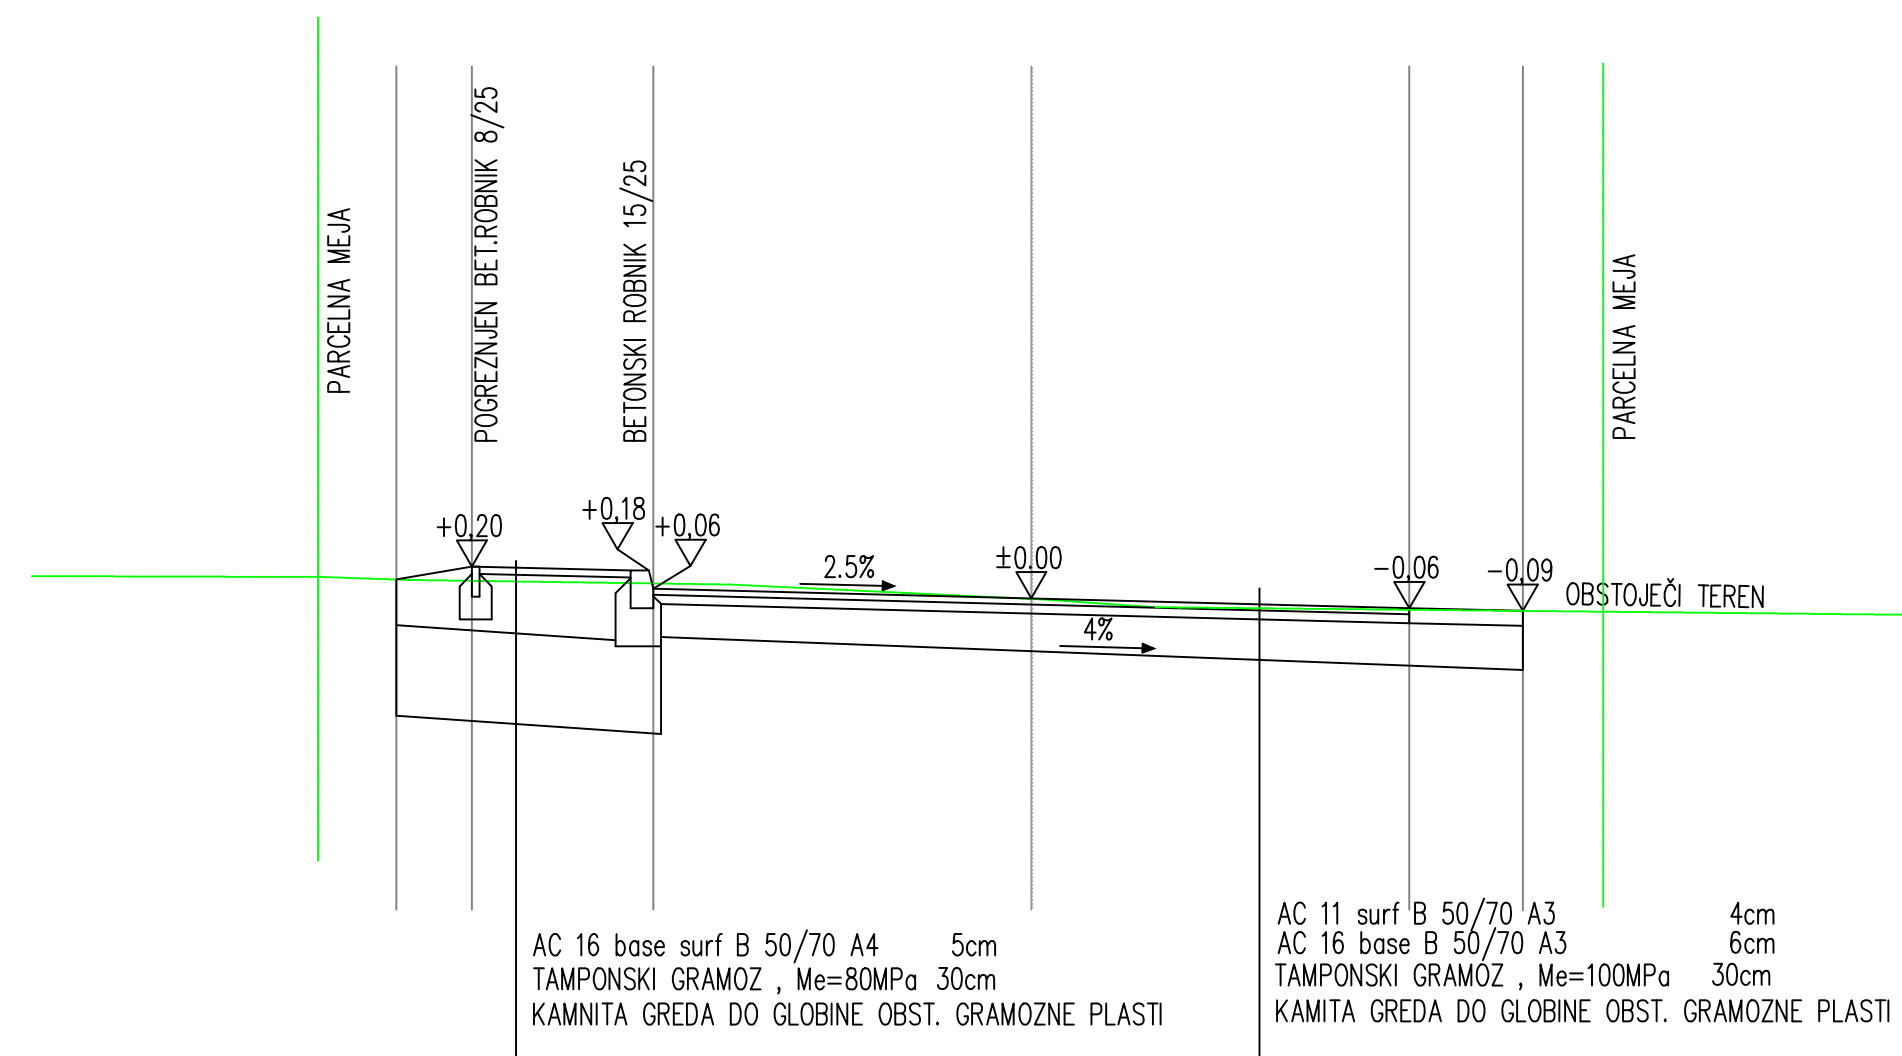 PARCELNA MEJA
POGREZNJEN BET.ROBNIK 8/25
BETONSKI ROBNIK 15/25
PARCELNA MEJA
+0,20
+0,18
+0,06
2.5%
±0.00
-0,06
-0,09
OBSTOJEČI TEREN
4%
AC 16 base surf B 50/70 A4 5cm
TAMPONSKI GRAMOZ , Me=80MPa 30cm
KAMNITA GREDA DO GLOBINE OBST. GRAMOZNE PLASTI
AC 11 surf B 50/70 A3 4cm
AC 16 base B 50/70 A3 6cm
TAMPONSKI GRAMOZ , Me=100MPa 30cm
KAMITA GREDA DO GLOBINE OBST. GRAMOZNE PLASTI